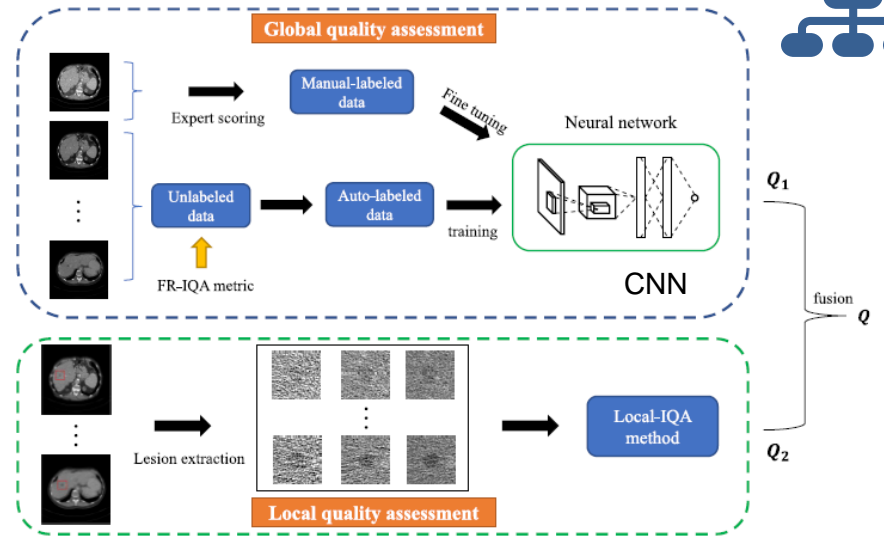 Global quality assessment
Expert scoring
Manual-labeled
data
Fine tuning
Neural network
Unlabeled
data
Auto-labeled
data
training
FR-IQA metric
CNN
Q₁
fusion
Q
Lesion extraction
Local-IQA
method
Q₂
Local quality assessment